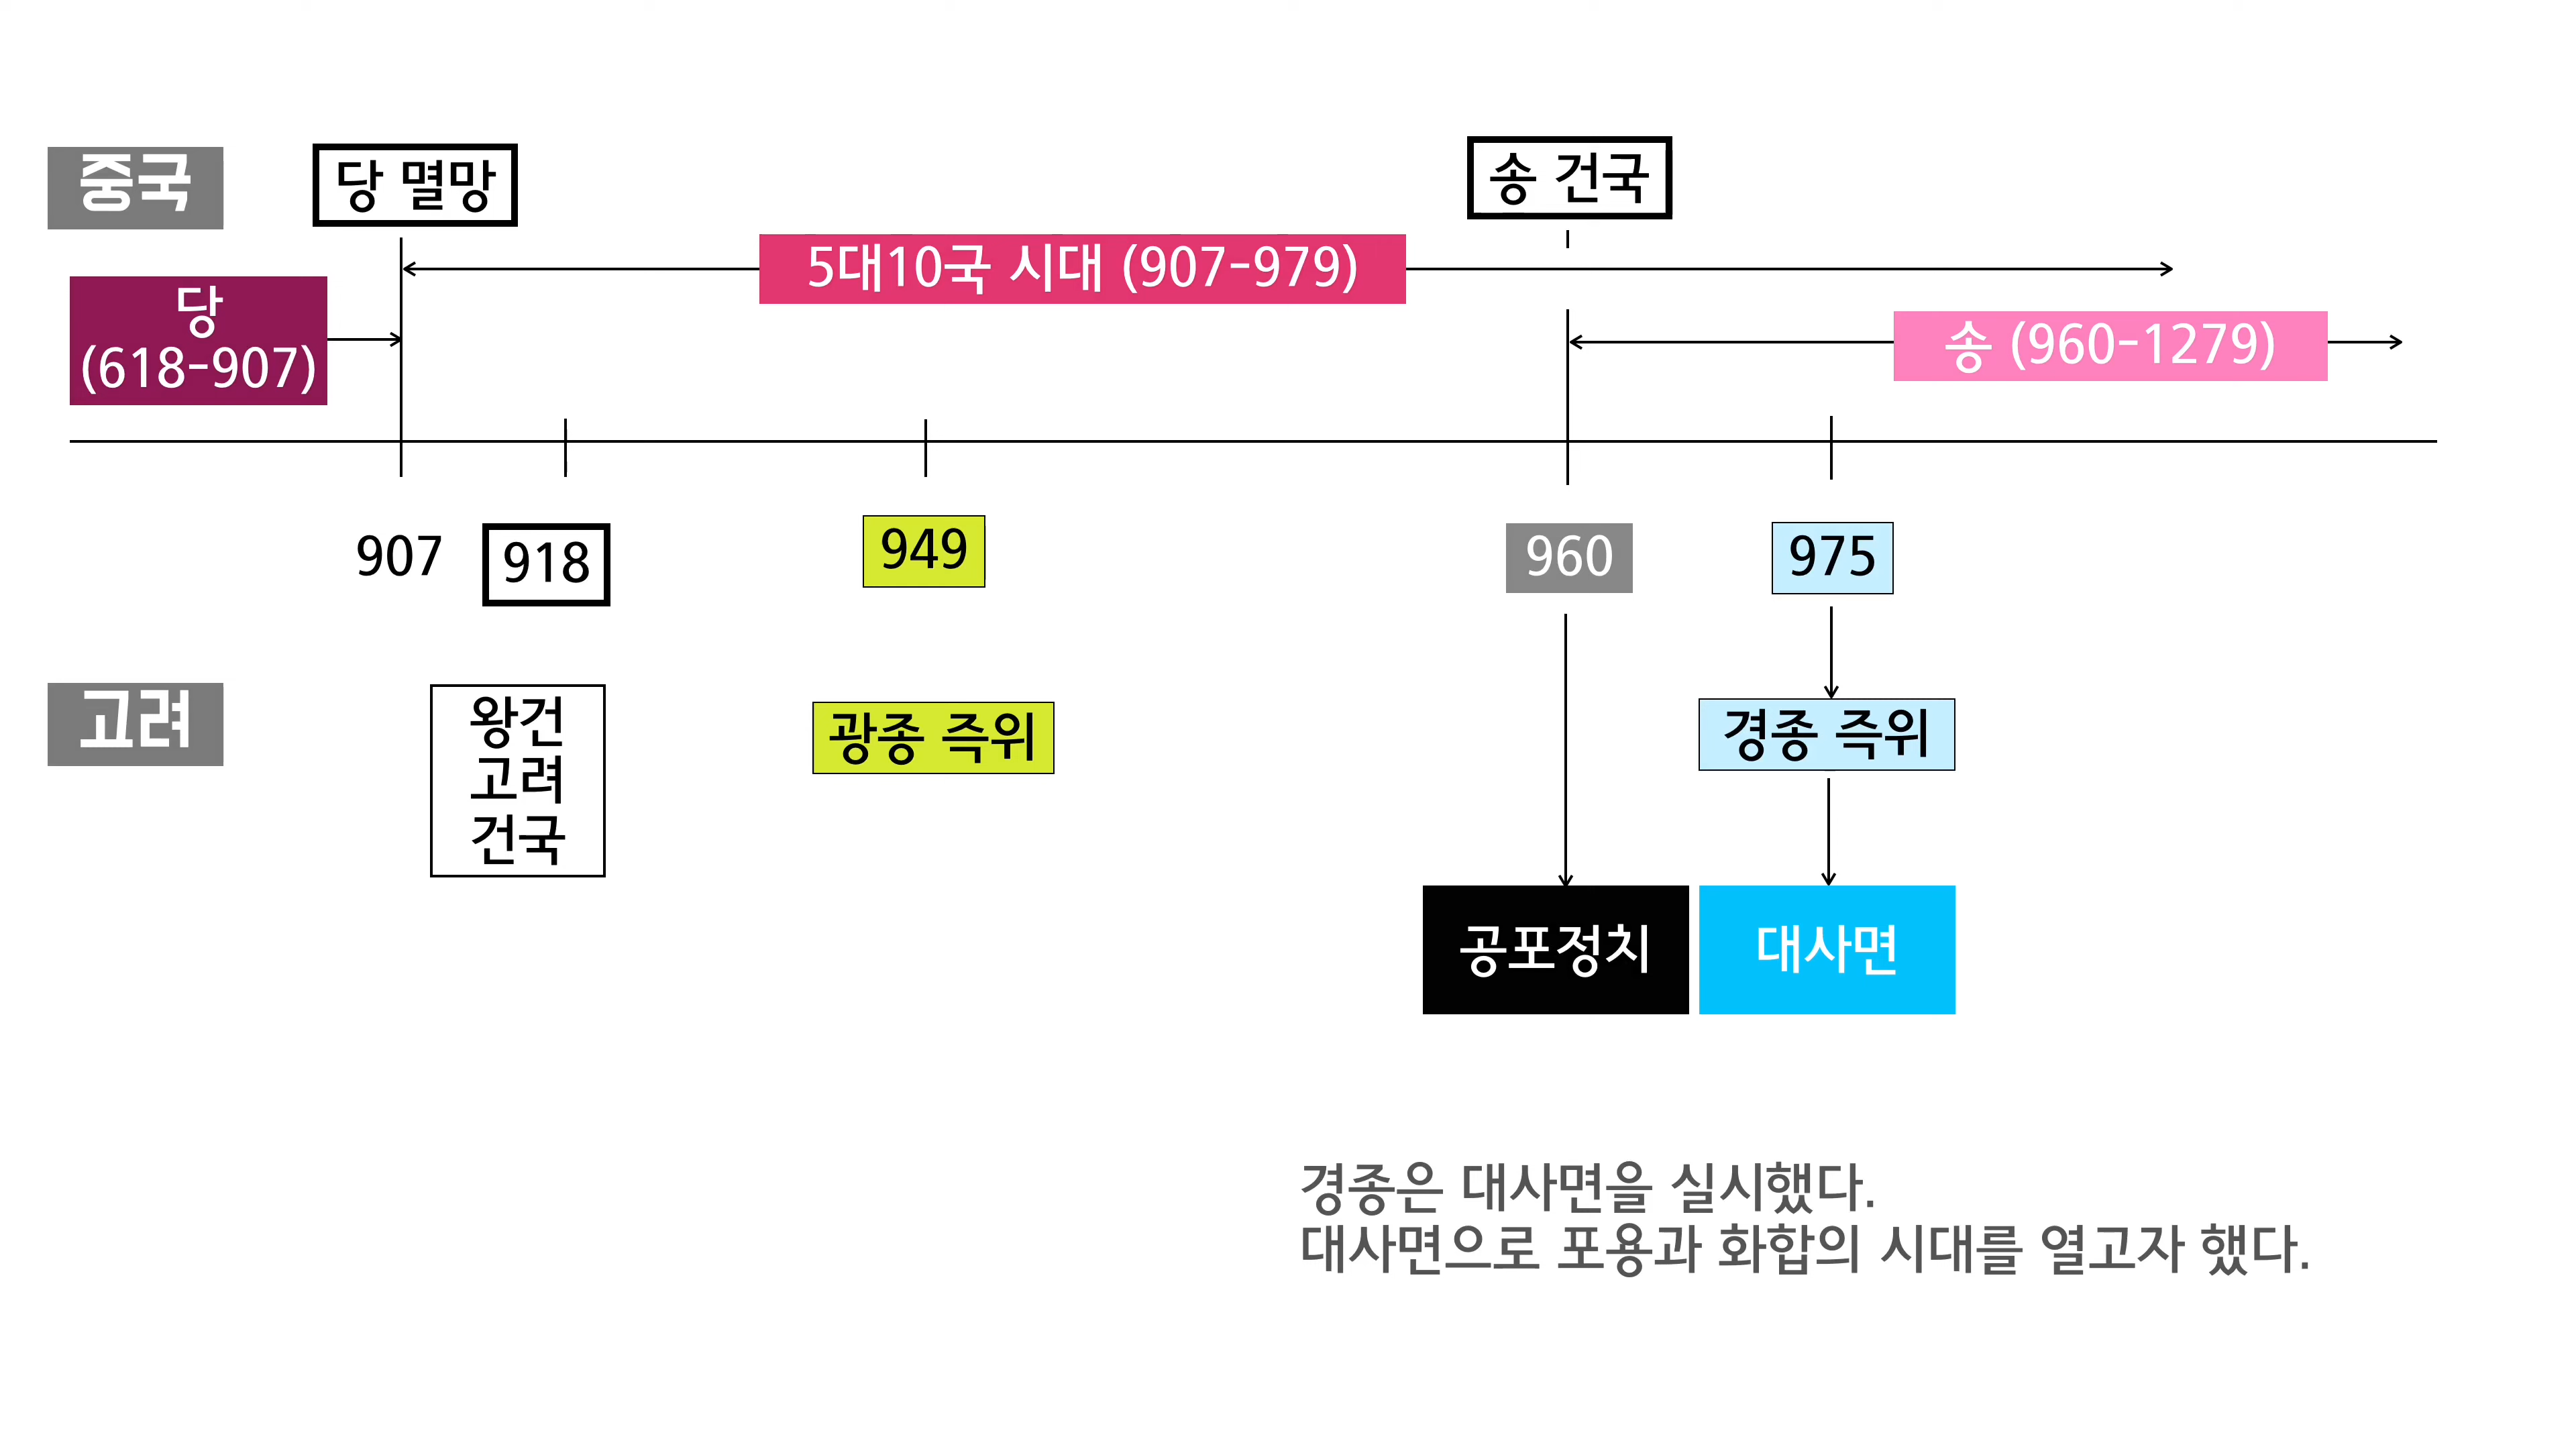 중국
당 멸망
송 건국
5대10국 시대 (907-979)
당
(618-907)
송 (960-1279)
907
918
949
960
975
고려
왕건
고려
건국
광종 즉위
경종 즉위
공포정치
대사면
경종은 대사면을 실시했다.
대사면으로 포용과 화합의 시대를 열고자 했다.